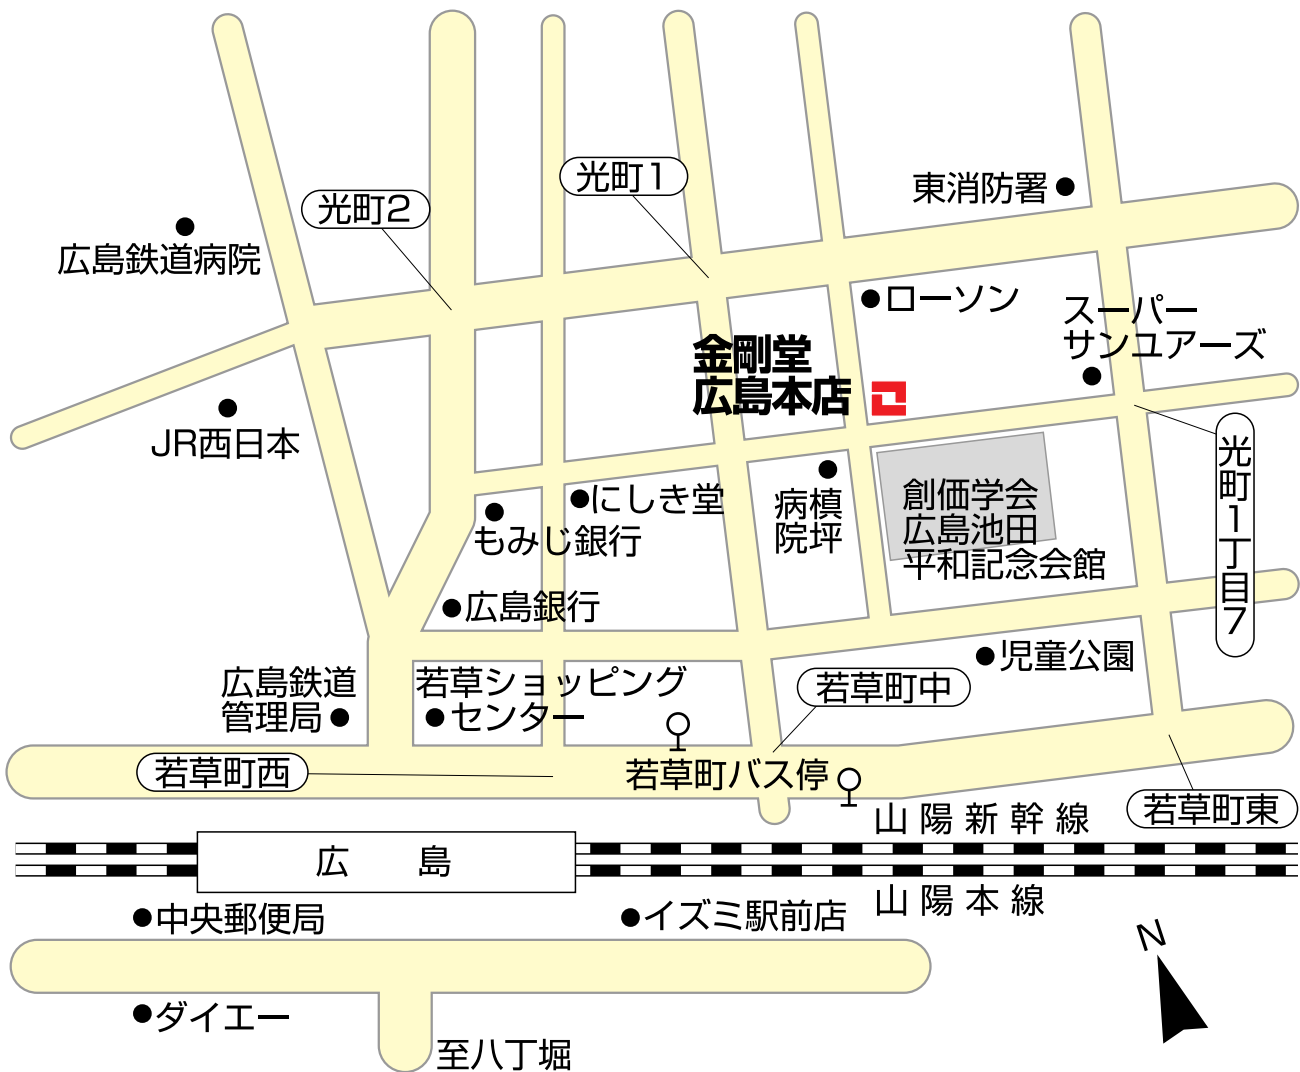 光町1
東消防署
光町2
広島鉄道病院
ローソン
スーパー
サンユアーズ
金剛堂
広島本店
JR西日本
光町1丁目7
にしき堂
もみじ銀行
病院
槙坪
創価学会
広島池田
平和記念会館
広島銀行
児童公園
広島鉄道
管理局
若草ショッピング
センター
若草町中
若草町西
若草町バス停
若草町東
山陽新幹線
広島
山陽本線
中央郵便局
イズミ駅前店
N
ダイエー
至八丁堀